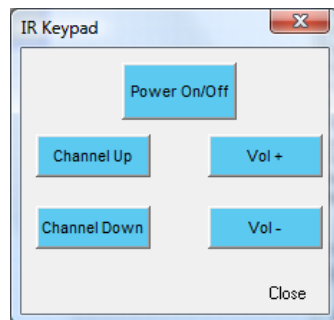 IR Keypad
Power On/Off
Channel Up
Vol +
Channel Down
Vol -
Close